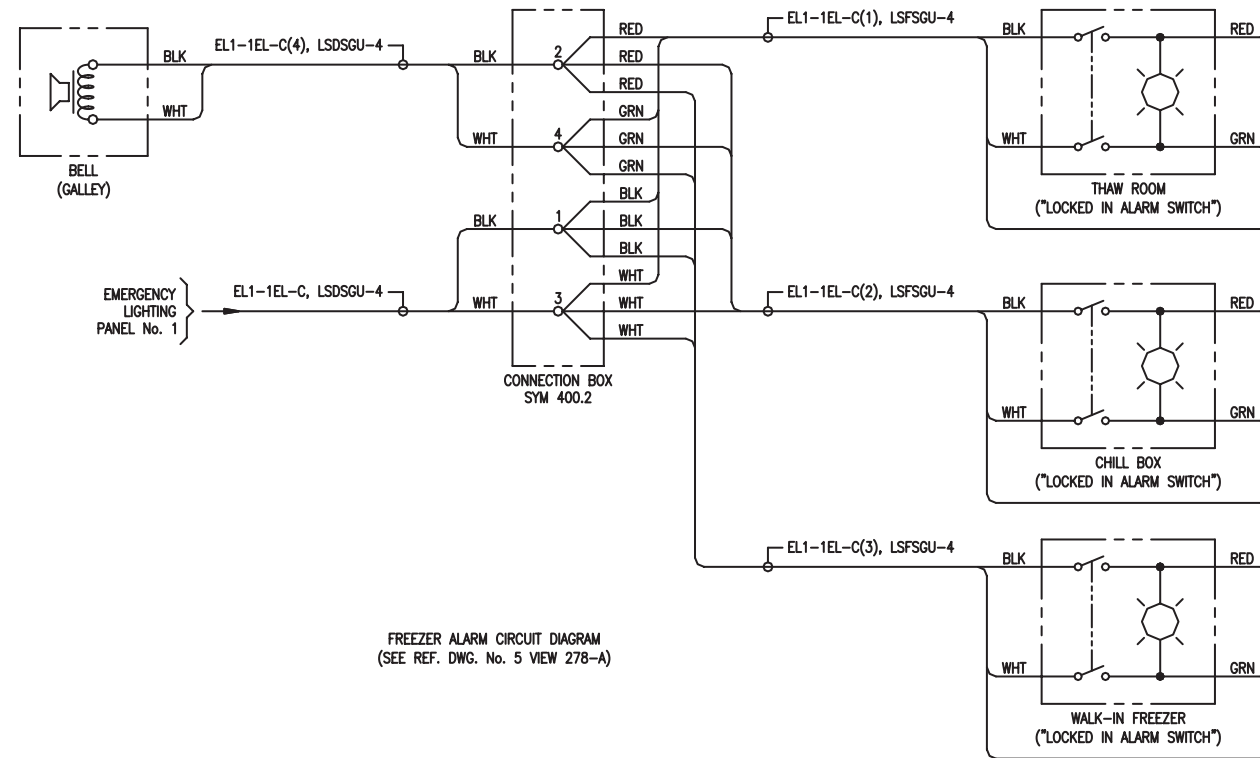 BLK
EL1-1EL-C(4), LSDSGU-4
WHT
BELL
(GALLEY)
BLK
WHT
2
RED
RED
RED
4
GRN
GRN
GRN
BLK
1
BLK
BLK
BLK
WHT
3
WHT
WHT
WHT
CONNECTION BOX
SYM 400.2
EMERGENCY
LIGHTING
PANEL No. 1
EL1-1EL-C, LSDSGU-4
EL1-1EL-C(1), LSFSGU-4
BLK
RED
WHT
GRN
THAW ROOM
("LOCKED IN ALARM SWITCH")
EL1-1EL-C(2), LSFSGU-4
BLK
RED
WHT
GRN
CHILL BOX
("LOCKED IN ALARM SWITCH")
EL1-1EL-C(3), LSFSGU-4
BLK
RED
WHT
GRN
WALK-IN FREEZER
("LOCKED IN ALARM SWITCH")
FREEZER ALARM CIRCUIT DIAGRAM
(SEE REF. DWG. No. 5 VIEW 278-A)